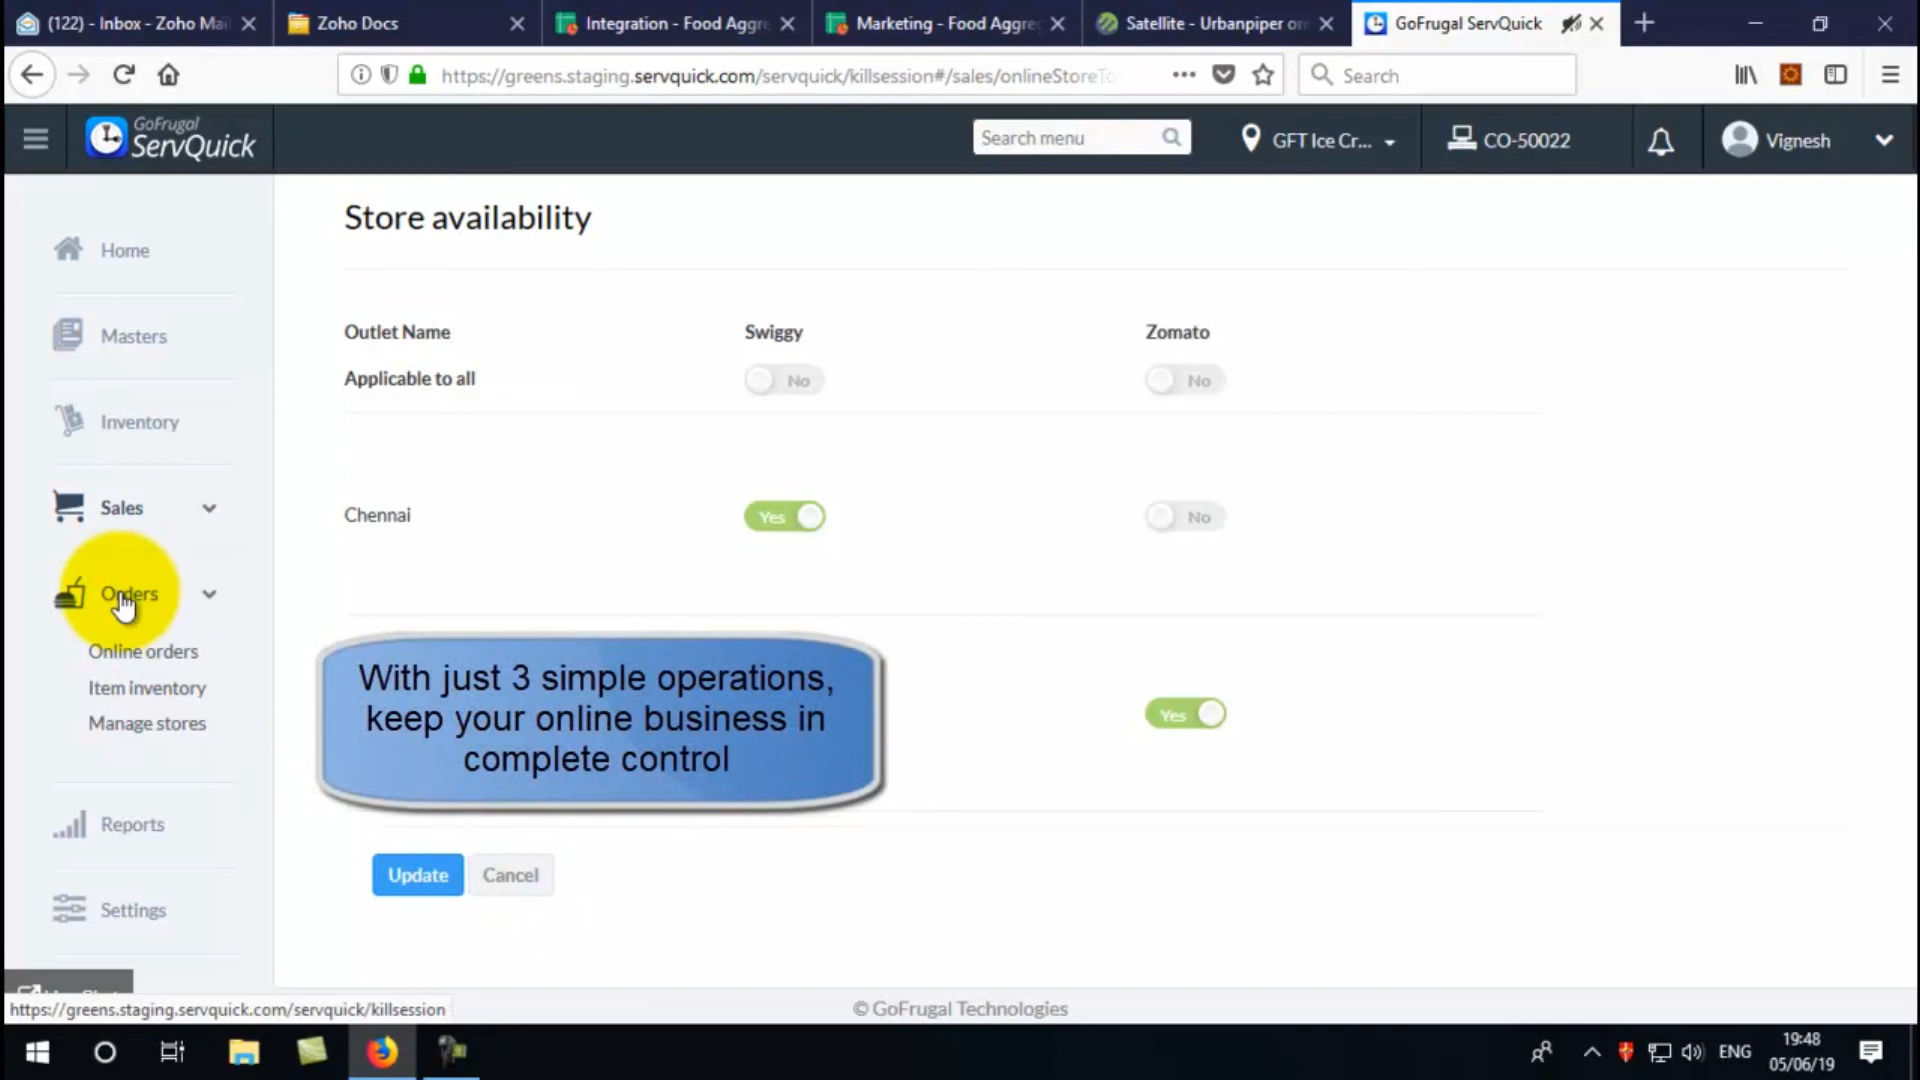 (122) - Inbox - Zoho Mai
Zoho Docs
Integration - Food Aggre
Marketing - Food Aggre
Satellite - Urbanpiper or
GoFrugal ServQuick
https://greens.staging.servquick.com/servquick/killsession#/sales/onlineStoreTo
Search
GoFrugal
ServQuick
Search menu
GFT Ice Cr...
CO-50022
Vignesh
Store availability
Home
Masters
Inventory
Sales
Orders
Online orders
Item inventory
Manage stores
Reports
Settings
Outlet Name Swiggy Zomato
Applicable to all No No
Chennai Yes No
Yes
With just 3 simple operations,
keep your online business in
complete control
Update Cancel
https://greens.staging.servquick.com/servquick/killsession
© GoFrugal Technologies
ENG
19:48
05/06/19